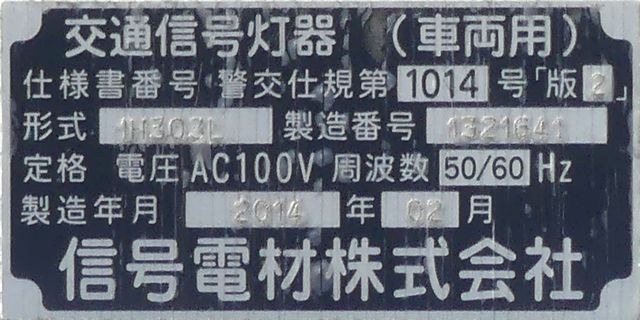 交通信号灯器 (車両用)
仕様書番号 警交仕規第 1014 号「版2」
形式 1H303L 製造番号 1321641
定格 電圧 AC100V 周波数 50/60 Hz
製造年月 2014 年 02 月
信号電材株式会社